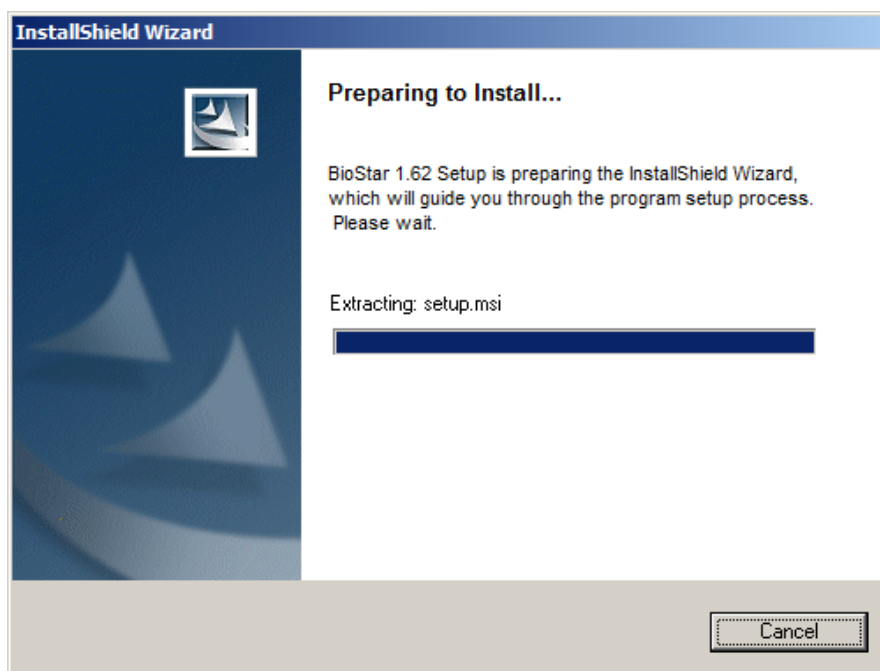 InstallShield Wizard
Preparing to Install...
BioStar 1.62 Setup is preparing the InstallShield Wizard,
which will guide you through the program setup process.
Please wait.
Extracting: setup.msi
Cancel